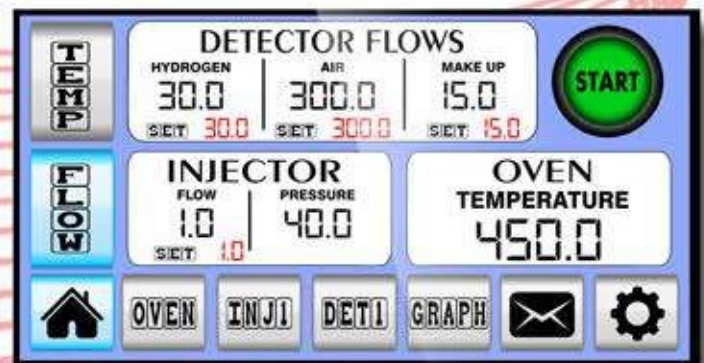 TEMP
DETECTOR FLOWS
HYDROGEN AIR MAKE UP
30.0 300.0 15.0
SET 30.0 SET 300.0 SET 15.0
START
FLOW
INJECTOR
FLOW PRESSURE
1.0 40.0
SET 1.0
OVEN
TEMPERATURE
450.0
OVEN INJ1 DET1 GRAPH